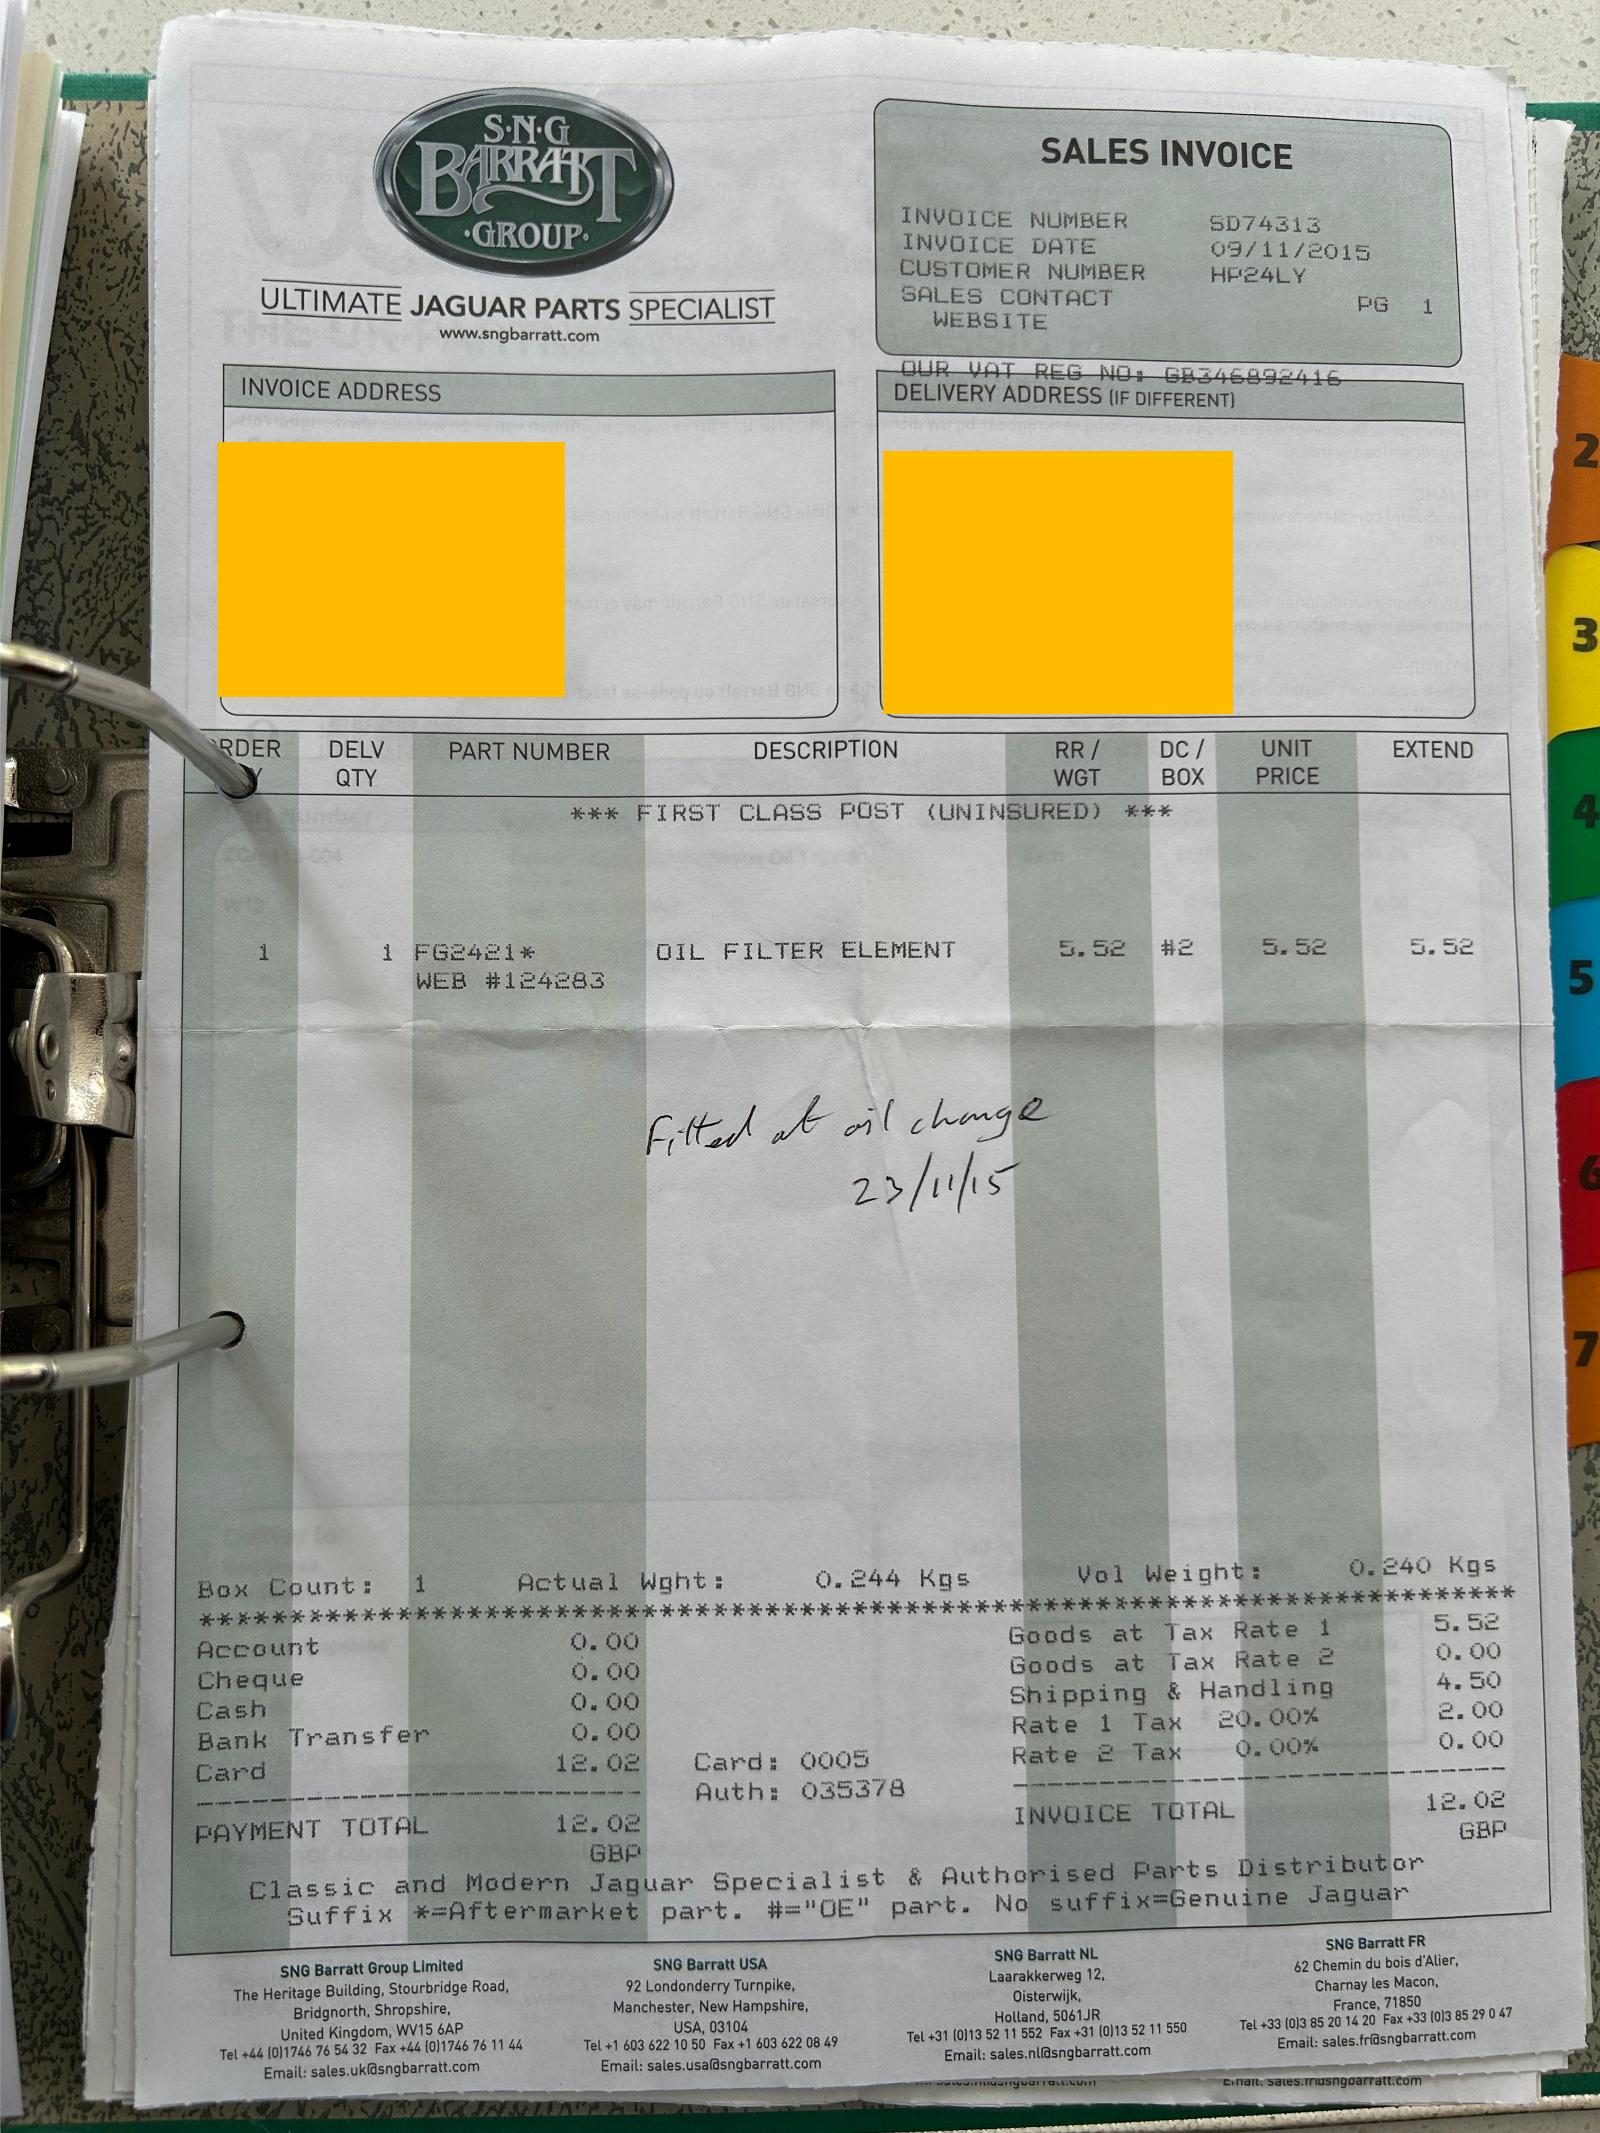 S·N·G
BARRATT
·GROUP·
ULTIMATE JAGUAR PARTS SPECIALIST
www.sngbarratt.com
SALES INVOICE
INVOICE NUMBER SD74313
INVOICE DATE 09/11/2015
CUSTOMER NUMBER HP24LY
SALES CONTACT PG 1
WEBSITE
OUR VAT REG NO: GB346892416
INVOICE ADDRESS
DELIVERY ADDRESS (IF DIFFERENT)
DELV QTY PART NUMBER DESCRIPTION RR / WGT DC / BOX UNIT PRICE EXTEND
*** FIRST CLASS POST (UNINSURED) ***
1 1 FG2421* OIL FILTER ELEMENT 5.52 #2 5.52 5.52
WEB #124283
Fitted at oil change
23/11/15
Box Count: 1 Actual Wght: 0.244 Kgs Vol Weight: 0.240 Kgs
Account 0.00 Goods at Tax Rate 1 5.52
Cheque 0.00 Goods at Tax Rate 2 0.00
Cash 0.00 Shipping & Handling 4.50
Bank Transfer 0.00 Rate 1 Tax 20.00% 2.00
Card 12.02 Card: 0005 Rate 2 Tax 0.00% 0.00
Auth: 035378
PAYMENT TOTAL 12.02 INVOICE TOTAL 12.02
GBP GBP
Classic and Modern Jaguar Specialist & Authorised Parts Distributor
Suffix *=Aftermarket part. #="OE" part. No suffix=Genuine Jaguar
SNG Barratt Group Limited
The Heritage Building, Stourbridge Road,
Bridgnorth, Shropshire,
United Kingdom, WV15 6AP
Tel +44 (0)1746 76 54 32 Fax +44 (0)1746 76 11 44
Email: sales.uk@sngbarratt.com
SNG Barratt USA
92 Londonderry Turnpike,
Manchester, New Hampshire,
USA, 03104
Tel +1 603 622 10 50 Fax +1 603 622 08 49
Email: sales.usa@sngbarratt.com
SNG Barratt NL
Laarakkerweg 12,
Oisterwijk,
Holland, 5061JR
Tel +31 (0)13 52 11 552 Fax +31 (0)13 52 11 550
Email: sales.nl@sngbarratt.com
SNG Barratt FR
62 Chemin du bois d'Alier,
Charnay les Macon,
France, 71850
Tel +33 (0)3 85 20 14 20 Fax +33 (0)3 85 29 0 47
Email: sales.fr@sngbarratt.com
2
3
4
5
6
7